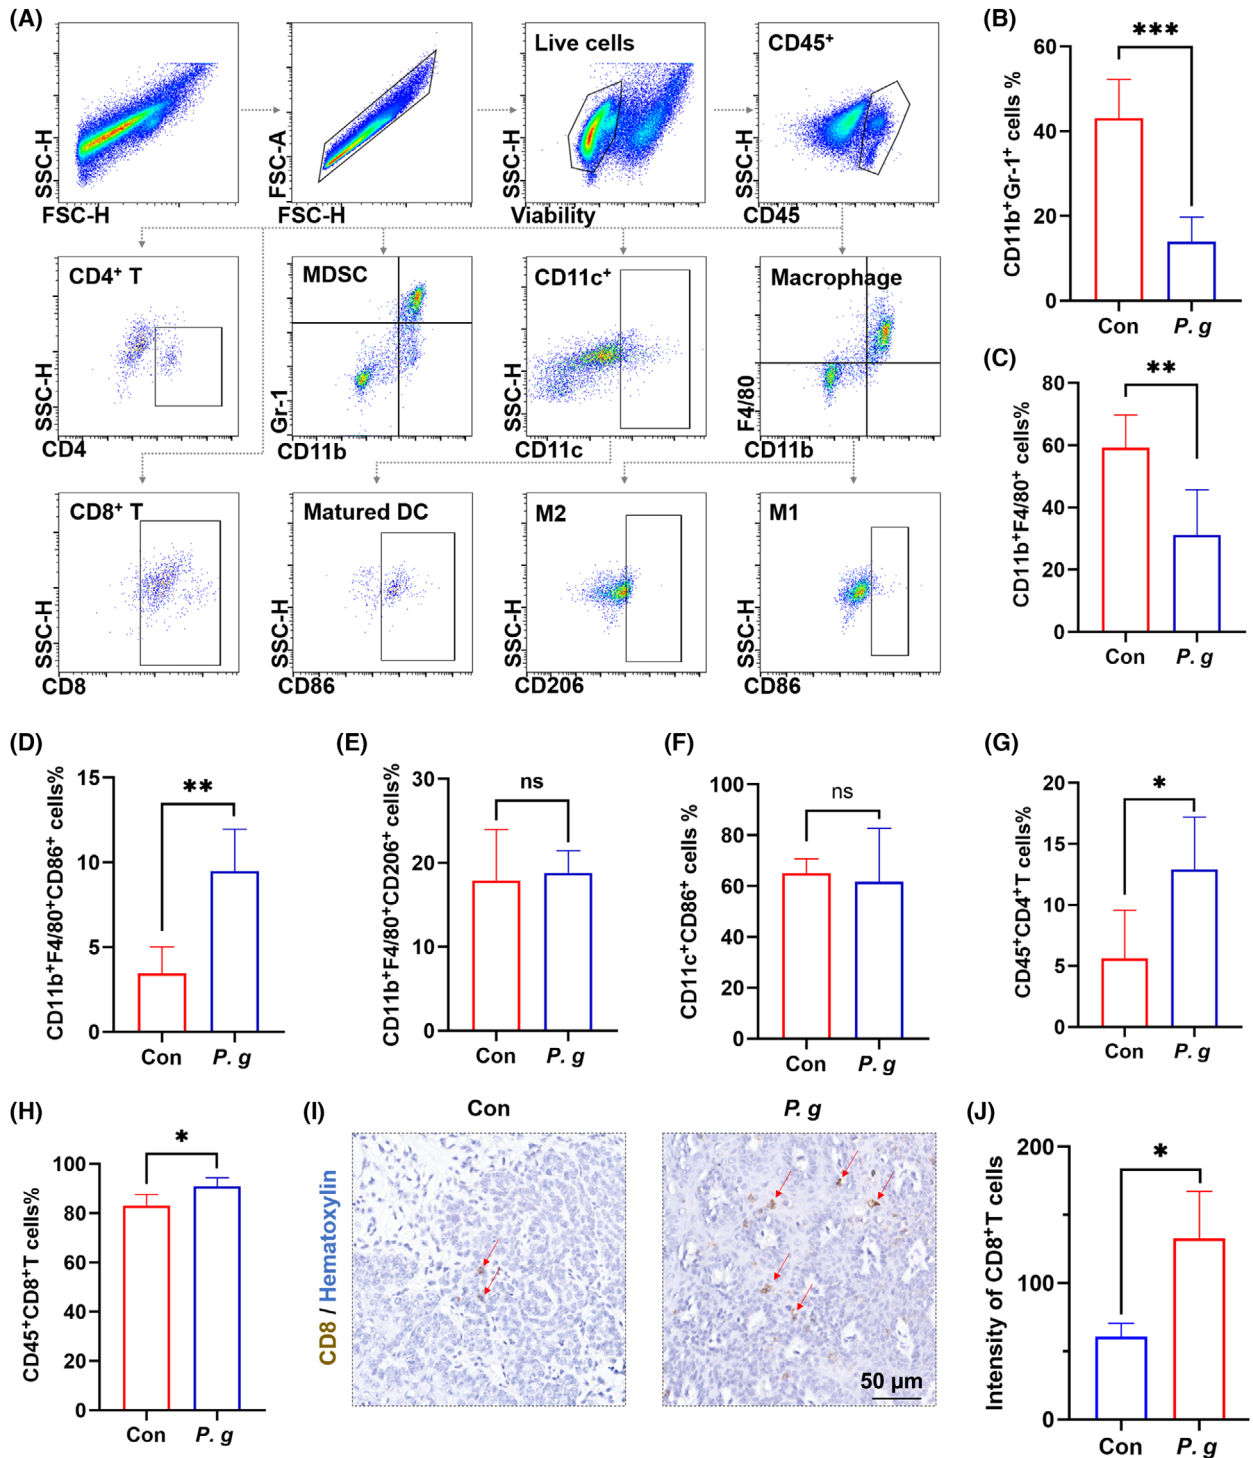 (A)
Live cells
CD45⁺
SSC-H
FSC-H
FSC-A
FSC-H
SSC-H
Viability
SSC-H
CD45
CD4⁺ T
MDSC
CD11c⁺
Macrophage
SSC-H
CD4
Gr-1
CD11b
SSC-H
CD11c
F4/80
CD11b
CD8⁺ T
Matured DC
M2
M1
SSC-H
CD8
SSC-H
CD86
SSC-H
CD206
SSC-H
CD86
(B)
***
CD11b⁺Gr-1⁺ cells %
60
40
20
0
Con
P. g
(C)
**
CD11b⁺F4/80⁺ cells%
80
60
40
20
0
Con
P. g
(D)
**
CD11b⁺F4/80⁺CD86⁺ cells%
15
10
5
0
Con
P. g
(E)
ns
CD11b⁺F4/80⁺CD206⁺ cells%
30
20
10
0
Con
P. g
(F)
ns
CD11c⁺CD86⁺ cells %
100
80
60
40
20
0
Con
P. g
(G)
*
CD45⁺CD4⁺T cells%
20
15
10
5
0
Con
P. g
(H)
*
CD45⁺CD8⁺T cells%
100
80
60
40
20
0
Con
P. g
(I)
Con
P. g
CD8 / Hematoxylin
50 µm
(J)
*
Intensity of CD8⁺T cells
200
100
0
Con
P. g